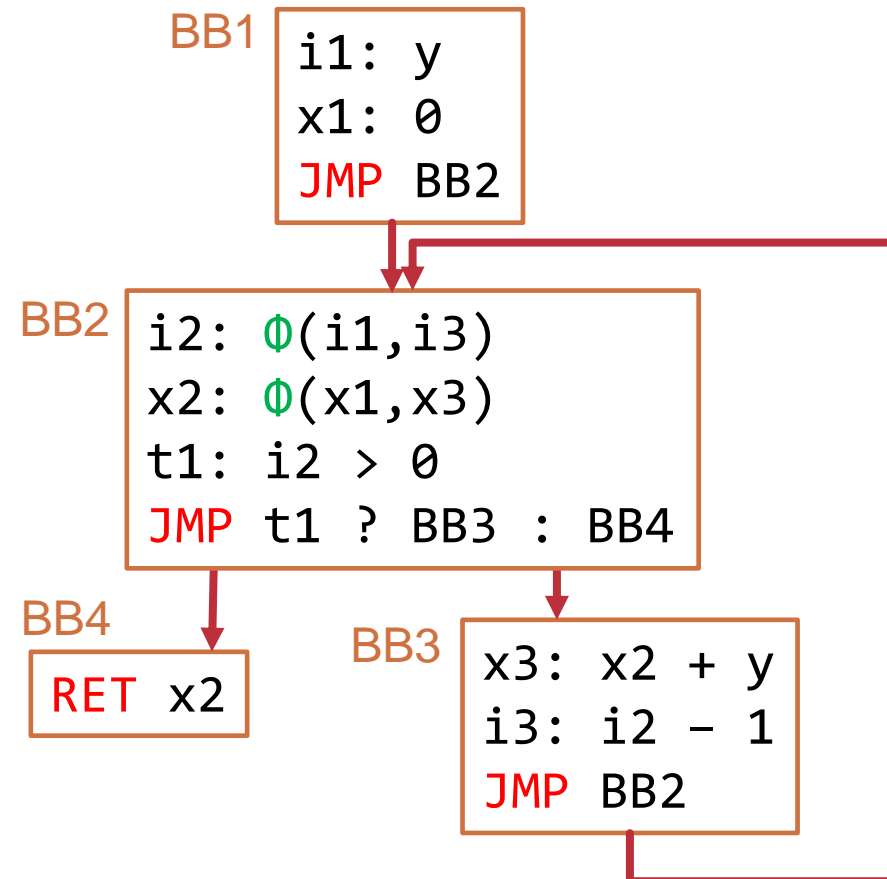 BB1
i1: y
x1: 0
JMP BB2
BB2
i2: Φ(i1,i3)
x2: Φ(x1,x3)
t1: i2 > 0
JMP t1 ? BB3 : BB4
BB4
RET x2
BB3
x3: x2 + y
i3: i2 – 1
JMP BB2